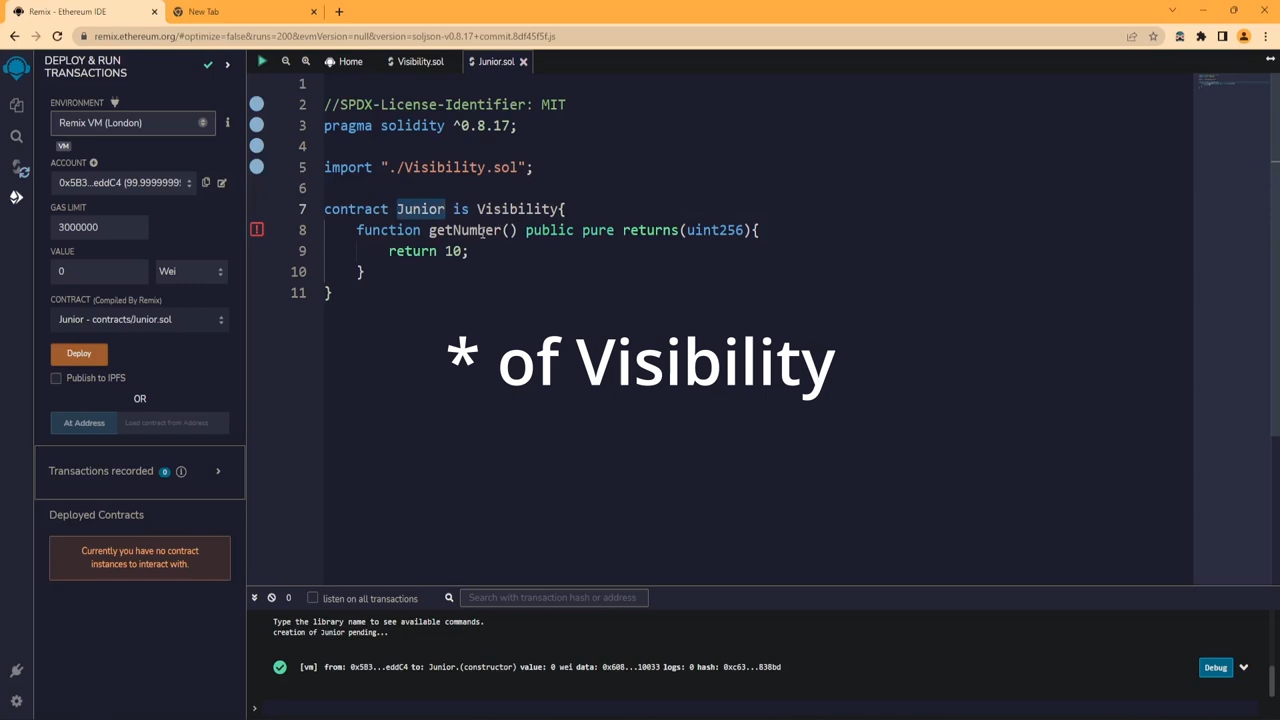 Remix - Ethereum IDE
New Tab
remix.ethereum.org/#optimize=false&runs=200&evmVersion=null&version=soljson-v0.8.17+commit.8df45f5f.js
DEPLOY & RUN
TRANSACTIONS
ENVIRONMENT
Remix VM (London)
VM
ACCOUNT
0x5B3...eddC4 (99.9999999
GAS LIMIT
3000000
VALUE
0
Wei
CONTRACT (Compiled By Remix)
Junior - contracts/Junior.sol
Deploy
Publish to IPFS
OR
At Address
Load contract from Address
Transactions recorded 0
Deployed Contracts
Currently you have no contract
instances to interact with.
Home
Visibility.sol
Junior.sol
1
2 //SPDX-License-Identifier: MIT
3 pragma solidity ^0.8.17;
4
5 import "./Visibility.sol";
6
7 contract Junior is Visibility{
8 function getNumber() public pure returns(uint256){
9 return 10;
10 }
11 }
* of Visibility
0
listen on all transactions
Search with transaction hash or address
Type the library name to see available commands.
creation of Junior pending...
[vm] from: 0x5B3...eddC4 to: Junior.(constructor) value: 0 wei data: 0x608...10033 logs: 0 hash: 0xc63...838bd
Debug
>